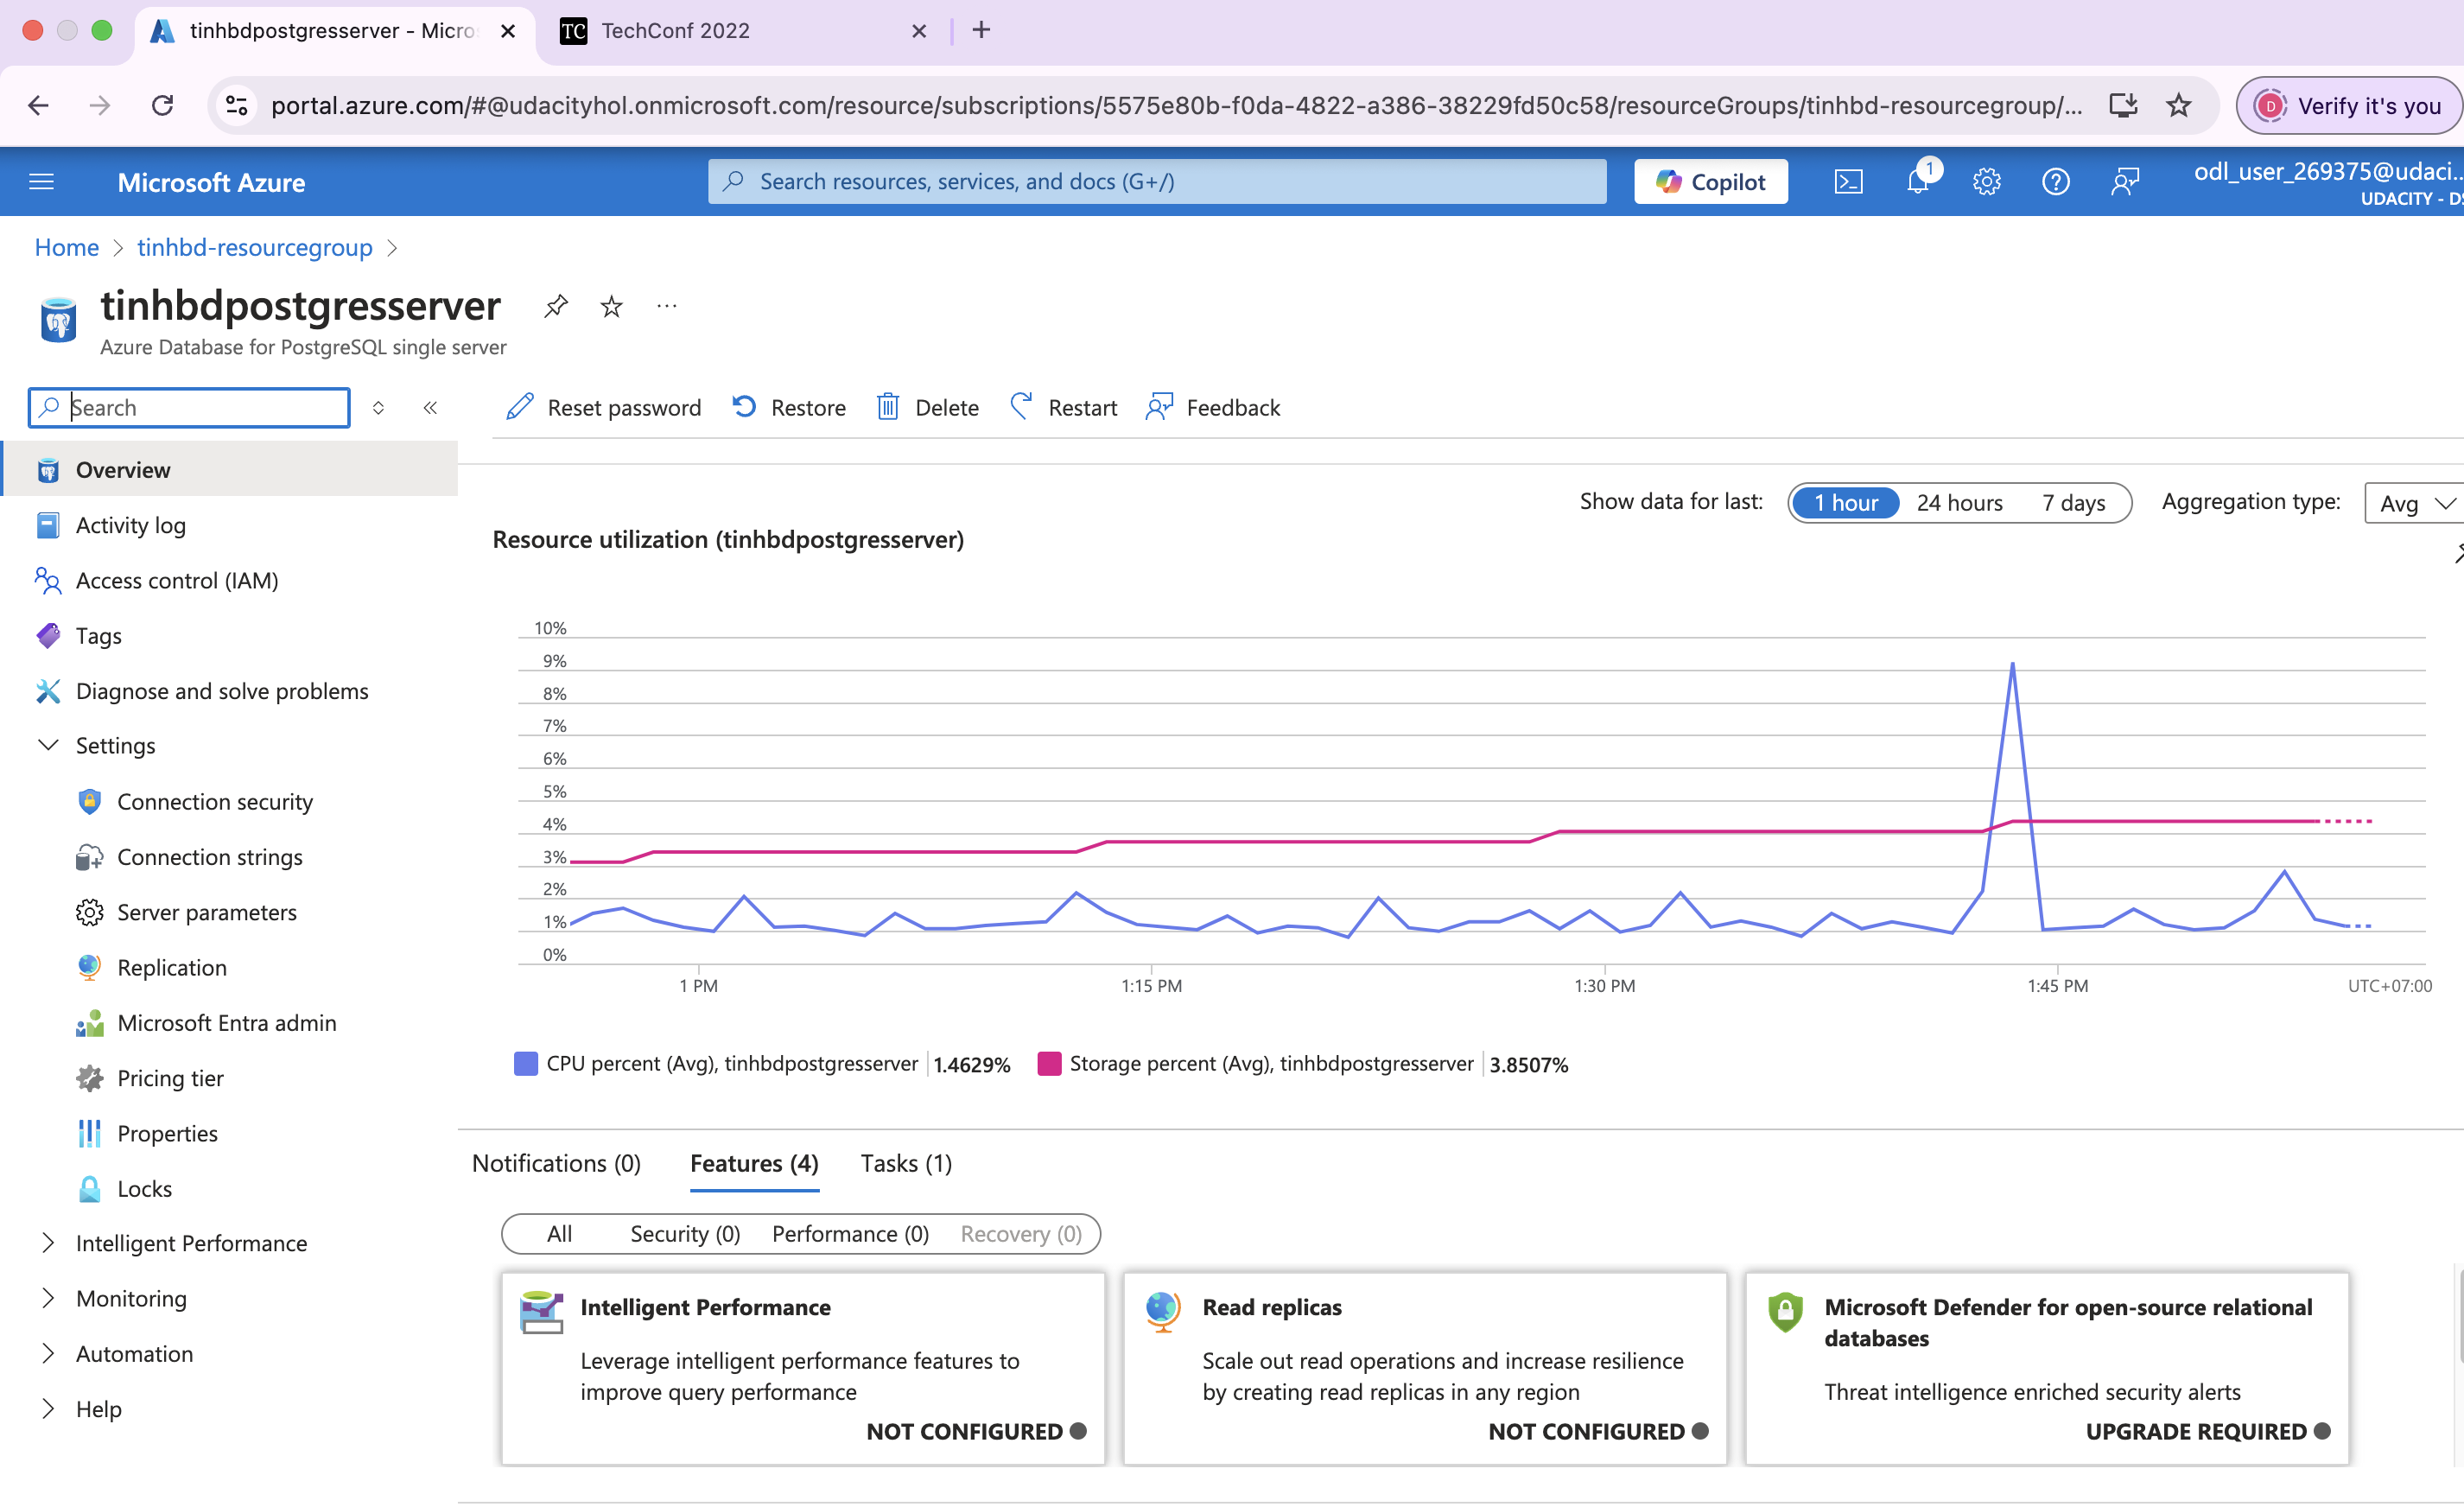 tinhbdpostgresserver - Micro
TC TechConf 2022
portal.azure.com/#@udacityhol.onmicrosoft.com/resource/subscriptions/5575e80b-f0da-4822-a386-38229fd50c58/resourceGroups/tinhbd-resourcegroup/...
D Verify it's you
Microsoft Azure
Search resources, services, and docs (G+/)
Copilot
1
odl_user_269375@udaci...
UDACITY - D
Home > tinhbd-resourcegroup >
tinhbdpostgresserver
Azure Database for PostgreSQL single server
Search
Reset password Restore Delete Restart Feedback
Overview
Activity log
Access control (IAM)
Tags
Diagnose and solve problems
Settings
Connection security
Connection strings
Server parameters
Replication
Microsoft Entra admin
Pricing tier
Properties
Locks
Intelligent Performance
Monitoring
Automation
Help
Show data for last: 1 hour 24 hours 7 days Aggregation type: Avg
Resource utilization (tinhbdpostgresserver)
10%
9%
8%
7%
6%
5%
4%
3%
2%
1%
0%
1 PM 1:15 PM 1:30 PM 1:45 PM UTC+07:00
CPU percent (Avg), tinhbdpostgresserver 1.4629% Storage percent (Avg), tinhbdpostgresserver 3.8507%
Notifications (0) Features (4) Tasks (1)
All Security (0) Performance (0) Recovery (0)
Intelligent Performance
Leverage intelligent performance features to
improve query performance
NOT CONFIGURED
Read replicas
Scale out read operations and increase resilience
by creating read replicas in any region
NOT CONFIGURED
Microsoft Defender for open-source relational
databases
Threat intelligence enriched security alerts
UPGRADE REQUIRED